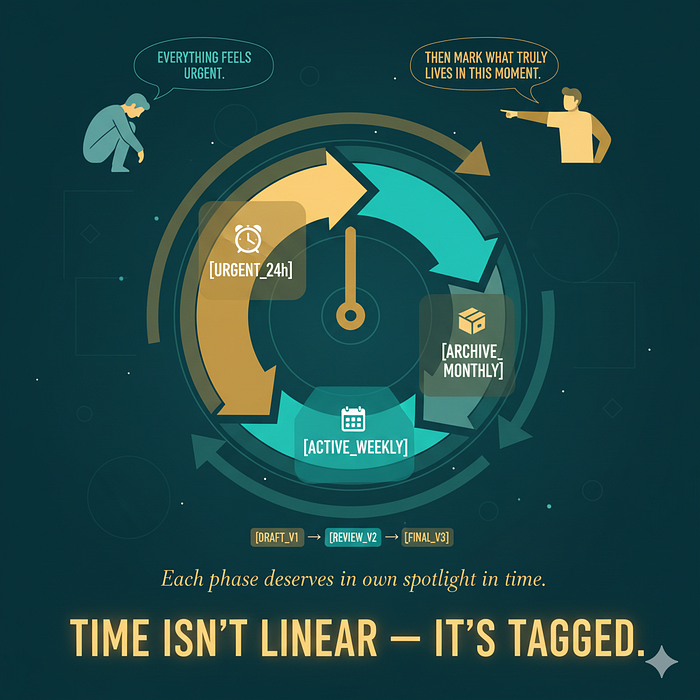 EVERYTHING FEELS
URGENT.
THEN MARK WHAT TRULY
LIVES IN THIS MOMENT.
[URGENT_24h]
[ARCHIVE_
MONTHLY]
[ACTIVE_WEEKLY]
[DRAFT_V1 → [REVIEW_V2 → [FINAL_V3]
Each phase deserves in own spotlight in time.
TIME ISN'T LINEAR — IT'S TAGGED.